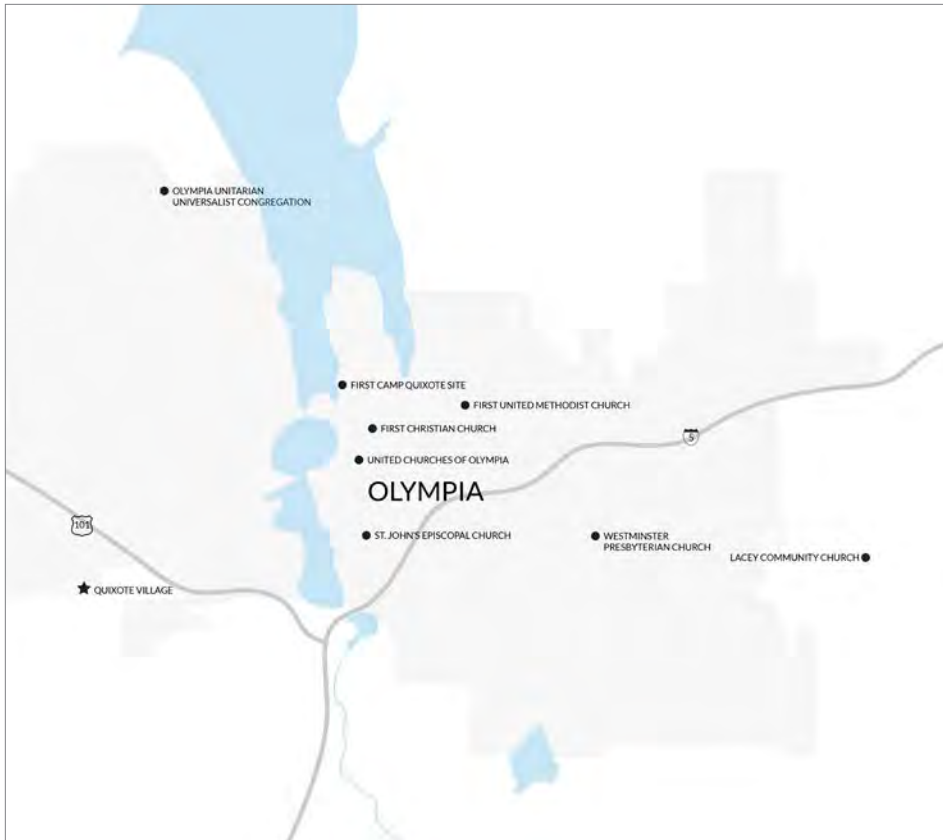 OLYMPIA UNITARIAN
UNIVERSALIST CONGREGATION
FIRST CAMP QUIXOTE SITE
FIRST UNITED METHODIST CHURCH
FIRST CHRISTIAN CHURCH
5
UNITED CHURCHES OF OLYMPIA
OLYMPIA
101
ST. JOHN'S EPISCOPAL CHURCH
WESTMINSTER
PRESBYTERIAN CHURCH
LACEY COMMUNITY CHURCH
QUIXOTE VILLAGE